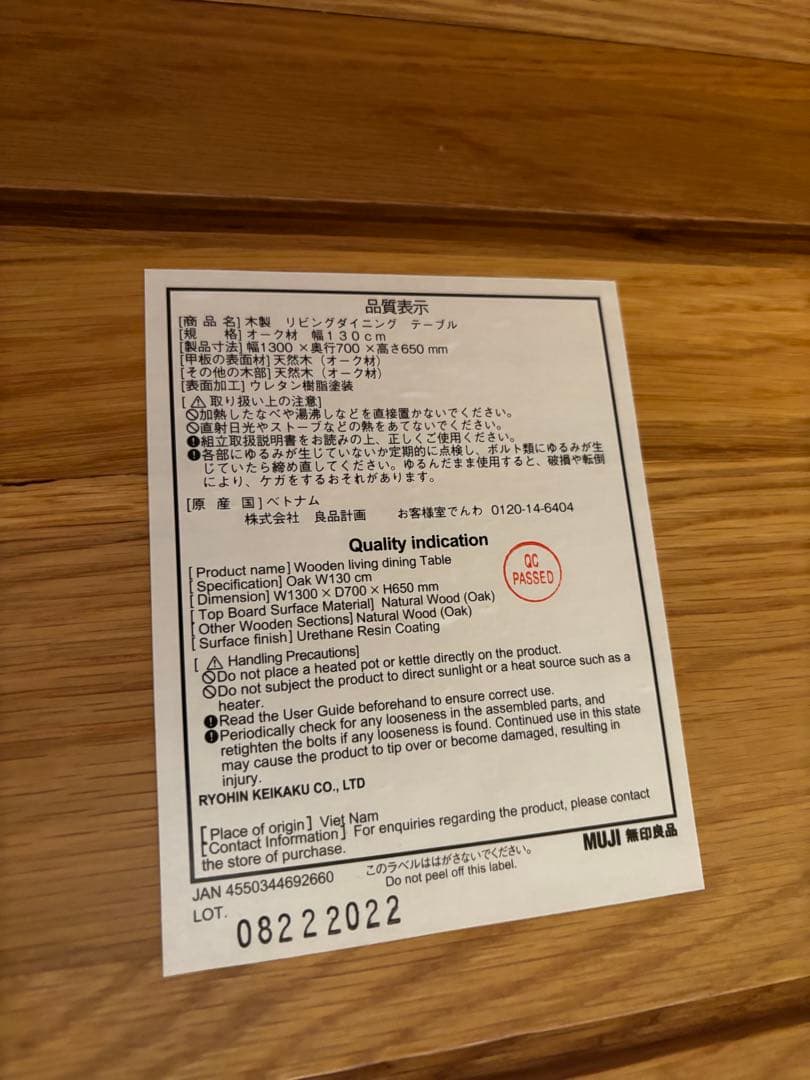 品質表示
[商 品 名] 木製 リビングダイニング テーブル
[規 格] オーク材 幅130cm
[製品寸法] 幅1300×奥行700×高さ650 mm
[甲板の表面材] 天然木(オーク材)
[その他の木部] 天然木(オーク材)
[表面加工] ウレタン樹脂塗装
[⚠取り扱い上の注意]
🚫加熱したなべや湯沸しなどを直接置かないでください。
🚫直射日光やストーブなどの熱をあてないでください。
❗組立取扱説明書をお読みの上、正しくご使用ください。
❗各部にゆるみが生じていないか定期的に点検し、ボルト類にゆるみが生
じていたら締め直してください。ゆるんだまま使用すると、破損や転倒
により、ケガをするおそれがあります。
[原 産 国] ベトナム
株式会社 良品計画 お客様室でんわ 0120-14-6404
Quality indication
[Product name] Wooden living dining Table
[Specification] Oak W130 cm
[Dimension] W1300 × D700 × H650 mm
[Top Board Surface Material] Natural Wood (Oak)
[Other Wooden Sections] Natural Wood (Oak)
[Surface finish] Urethane Resin Coating
QC
PASSED
[⚠ Handling Precautions]
🚫Do not place a heated pot or kettle directly on the product.
🚫Do not subject the product to direct sunlight or a heat source such as a
heater.
❗Read the User Guide beforehand to ensure correct use.
❗Periodically check for any looseness in the assembled parts, and
retighten the bolts if any looseness is found. Continued use in this state
may cause the product to tip over or become damaged, resulting in
injury.
RYOHIN KEIKAKU CO., LTD
[Place of origin] Viet Nam
[Contact Information] For enquiries regarding the product, please contact
the store of purchase.
MUJI 無印良品
JAN 4550344692660
このラベルははがさないでください。
Do not peel off this label.
LOT.
08222022